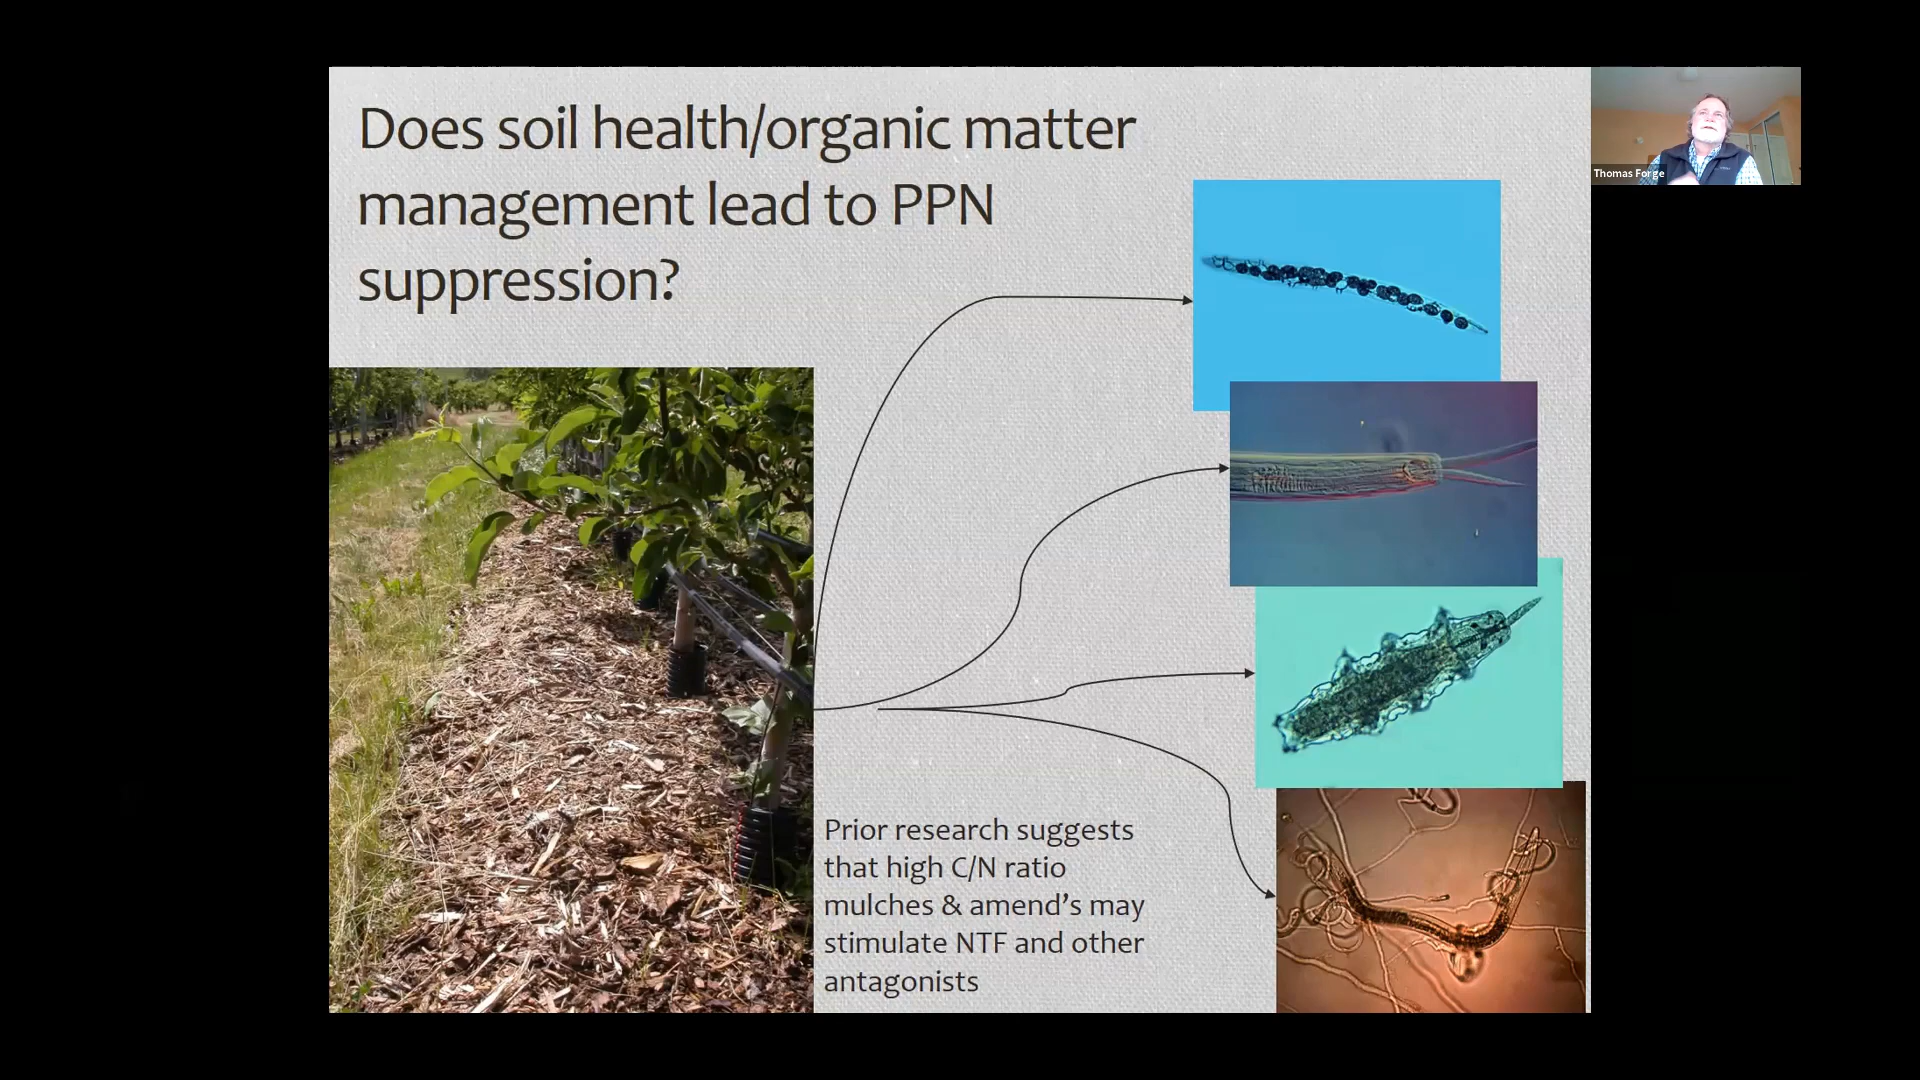 Does soil health/organic matter
management lead to PPN
suppression?
Thomas Forge
Prior research suggests
that high C/N ratio
mulches & amend's may
stimulate NTF and other
antagonists